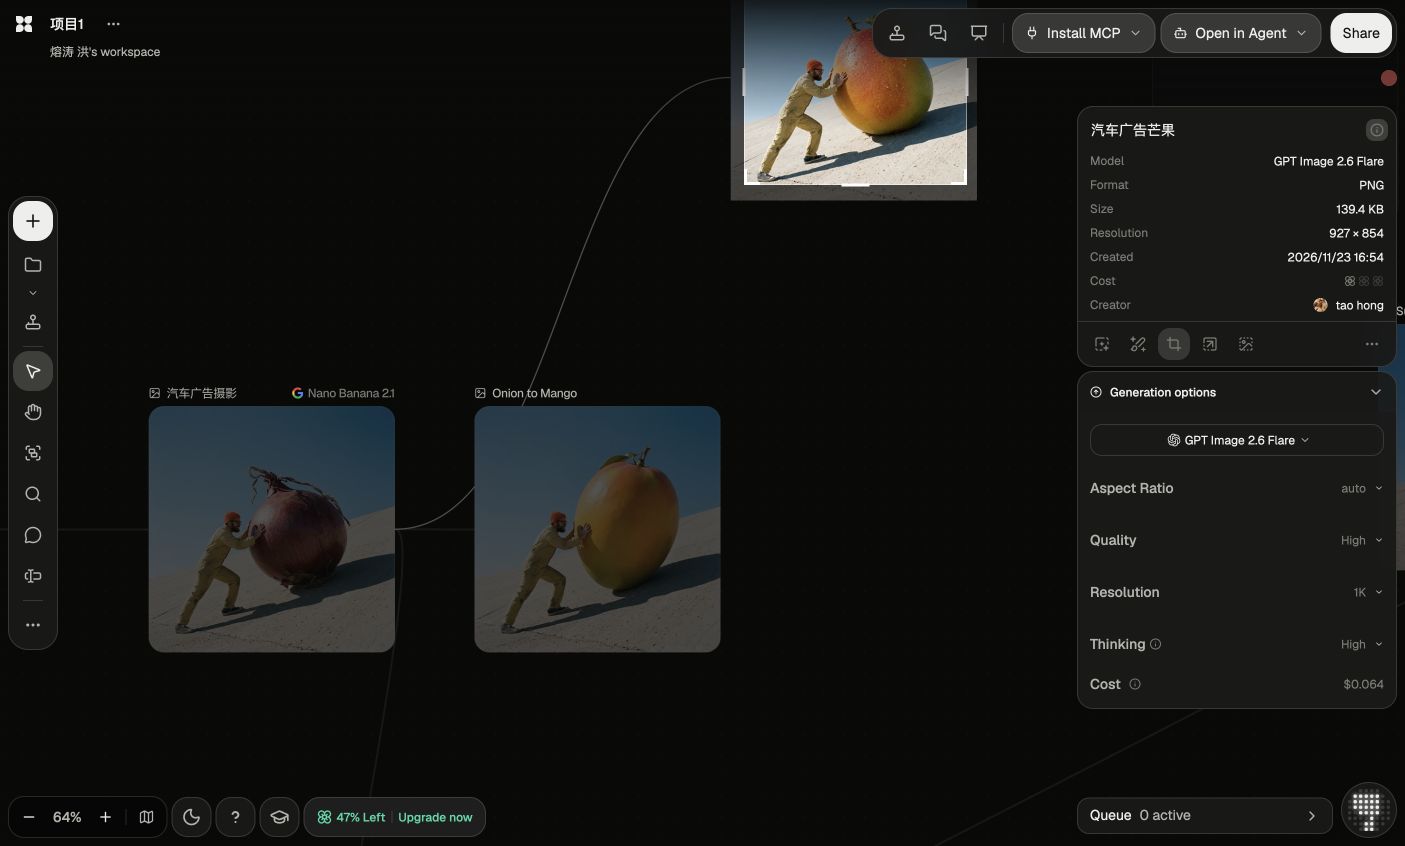 项目1
熔涛 洪's workspace
Install MCP
Open in Agent
Share
汽车广告芒果
Model GPT Image 2.6 Flare
Format PNG
Size 139.4 KB
Resolution 927 × 854
Created 2026/11/23 16:54
Cost
Creator tao hong
Generation options
GPT Image 2.6 Flare
Aspect Ratio auto
Quality High
Resolution 1K
Thinking High
Cost $0.064
汽车广告摄影 Nano Banana 2.1
Onion to Mango
64%
?
47% Left Upgrade now
Queue 0 active